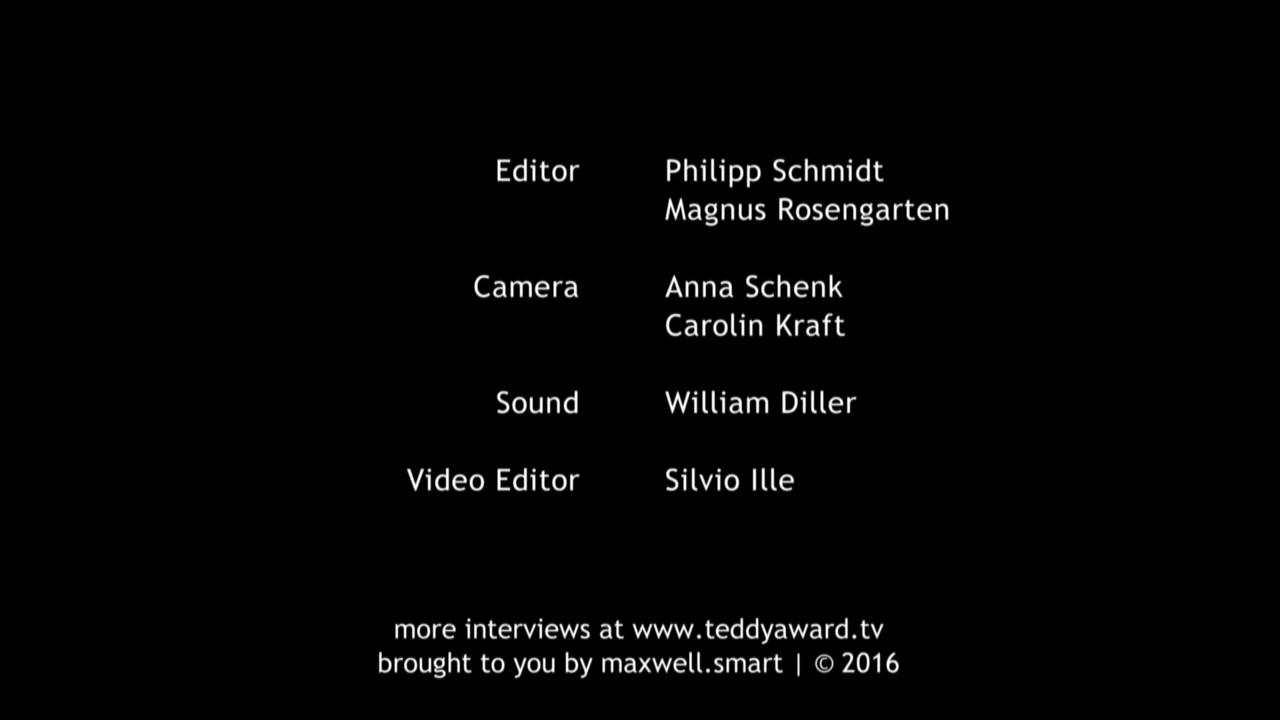 Editor Philipp Schmidt
Magnus Rosengarten
Camera Anna Schenk
Carolin Kraft
Sound William Diller
Video Editor Silvio Ille
more interviews at www.teddyaward.tv
brought to you by maxwell.smart | © 2016